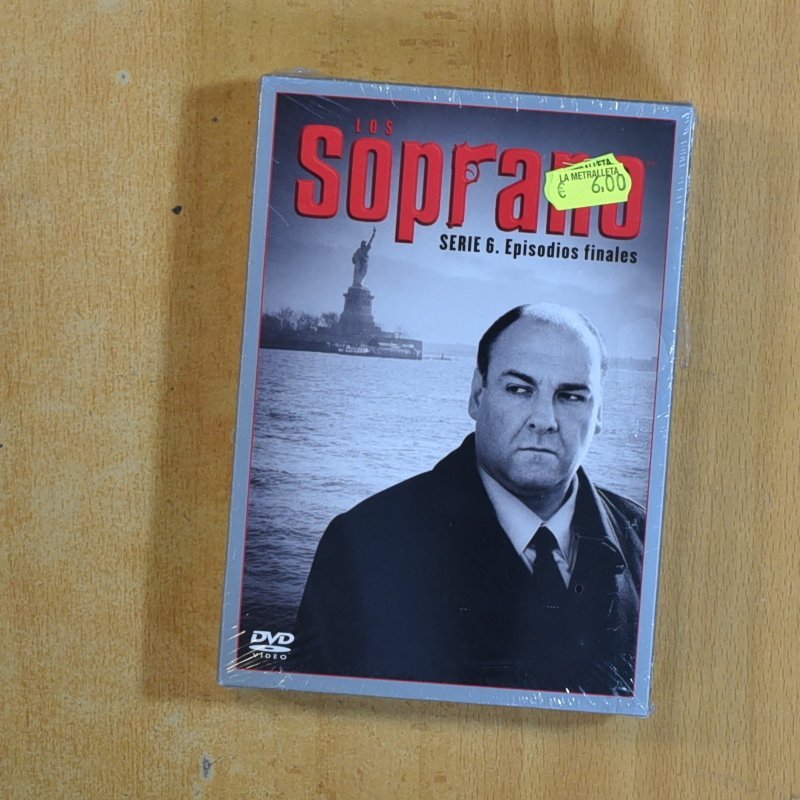 LOS
Soprano
LA METRALLETA
€ 6,00
SERIE 6. Episodios finales
DVD
VIDEO